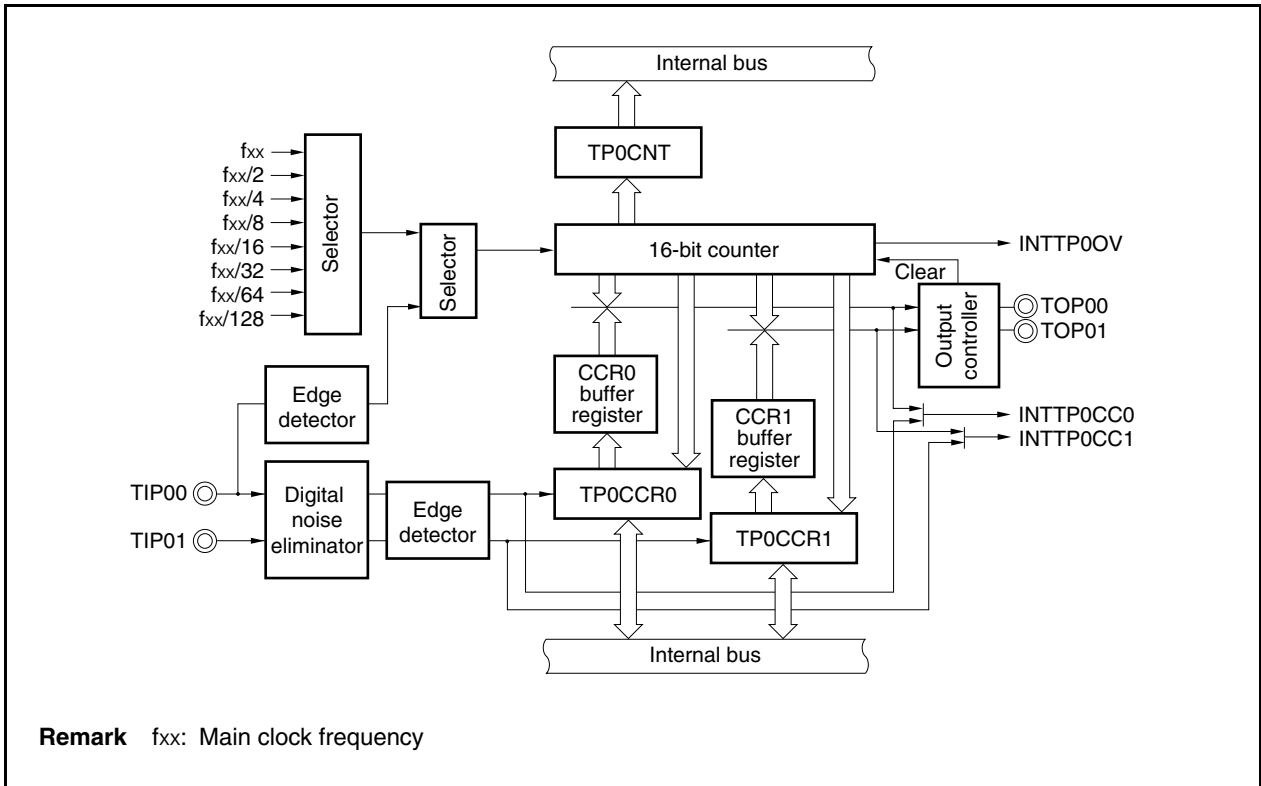 Internal bus
TP0CNT
fxx
fxx/2
fxx/4
fxx/8
fxx/16
fxx/32
fxx/64
fxx/128
Selector
Selector
16-bit counter
INTTP0OV
Clear
Output
controller
TOP00
TOP01
CCR0
buffer
register
CCR1
buffer
register
INTTP0CC0
INTTP0CC1
Edge
detector
TIP00
TIP01
Digital
noise
eliminator
Edge
detector
TP0CCR0
TP0CCR1
Internal bus
Remark fxx: Main clock frequency